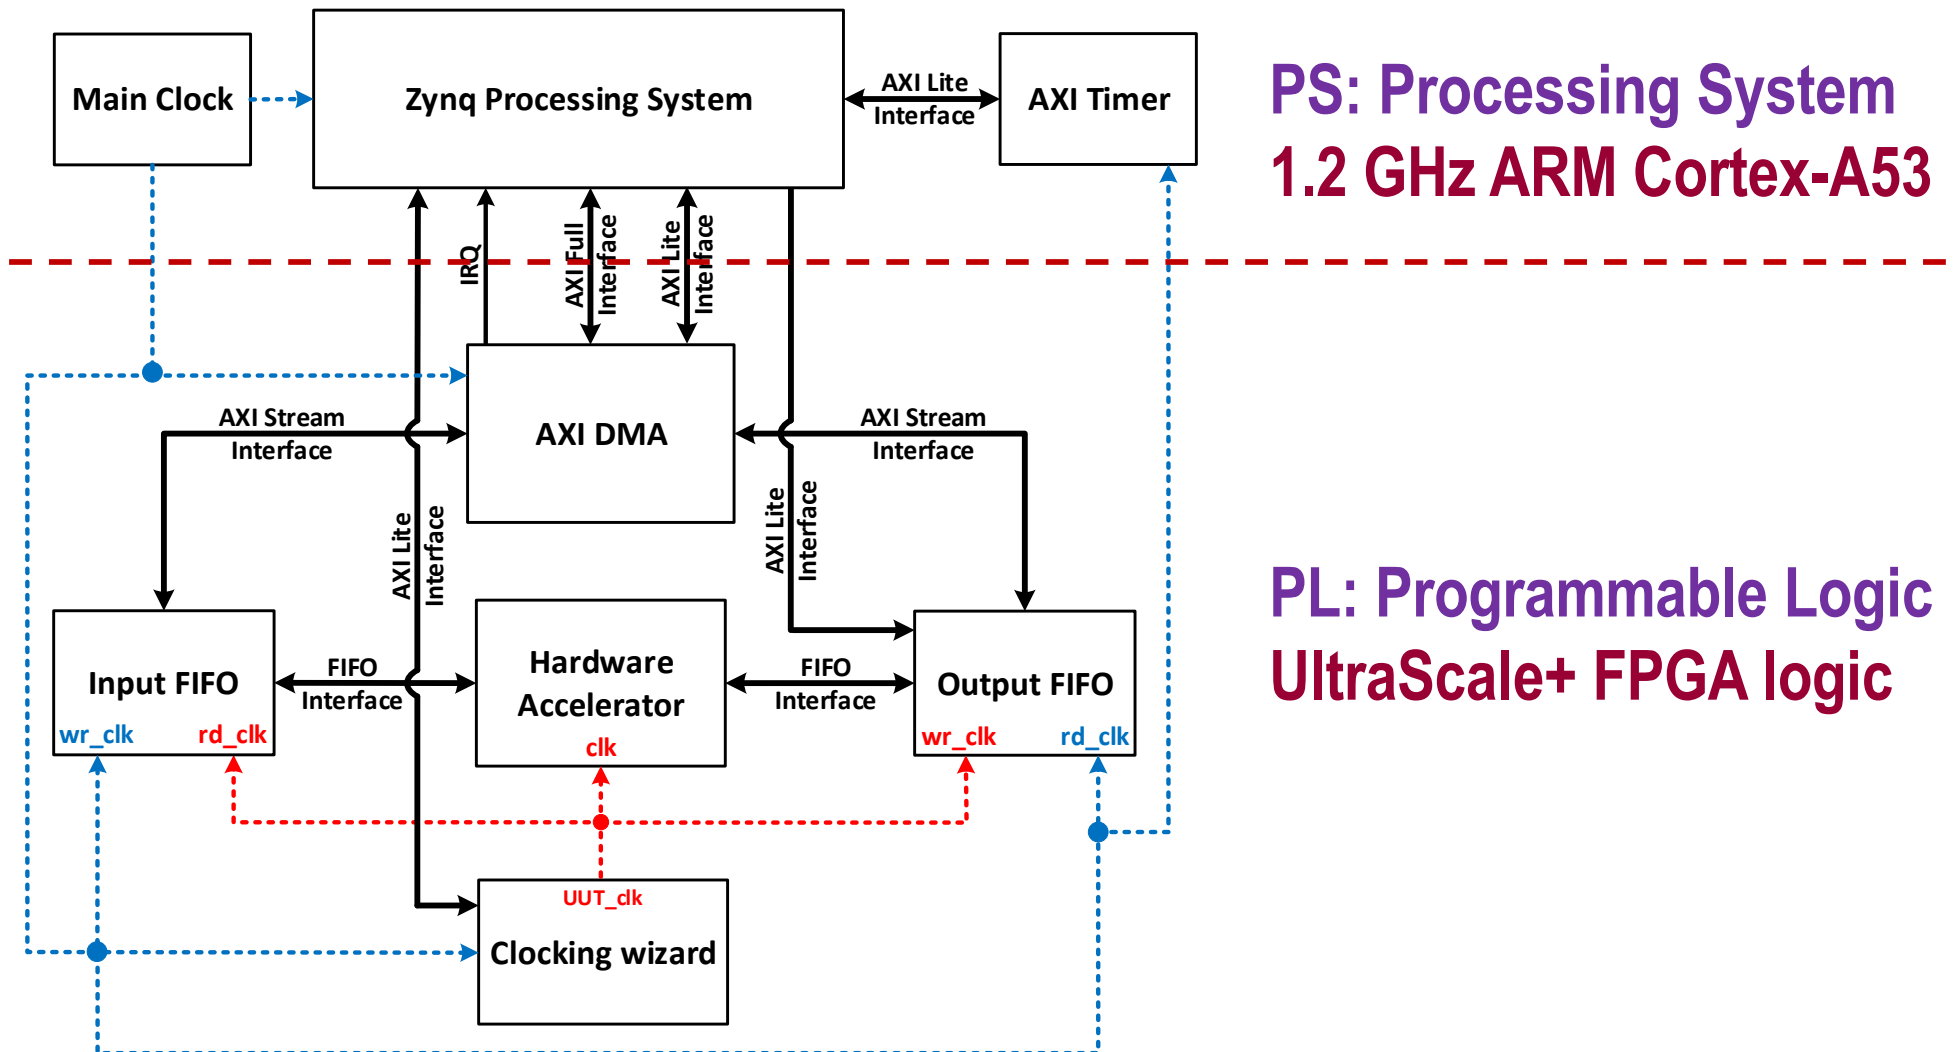 Main Clock
Zynq Processing System
AXI Lite
Interface
AXI Timer
PS: Processing System
1.2 GHz ARM Cortex-A53
IRQ
AXI Full
Interface
AXI Lite
Interface
AXI Stream
Interface
AXI DMA
AXI Stream
Interface
AXI Lite
Interface
AXI Lite
Interface
PL: Programmable Logic
UltraScale+ FPGA logic
Input FIFO
wr_clk
rd_clk
FIFO
Interface
Hardware
Accelerator
clk
FIFO
Interface
Output FIFO
wr_clk
rd_clk
UUT_clk
Clocking wizard